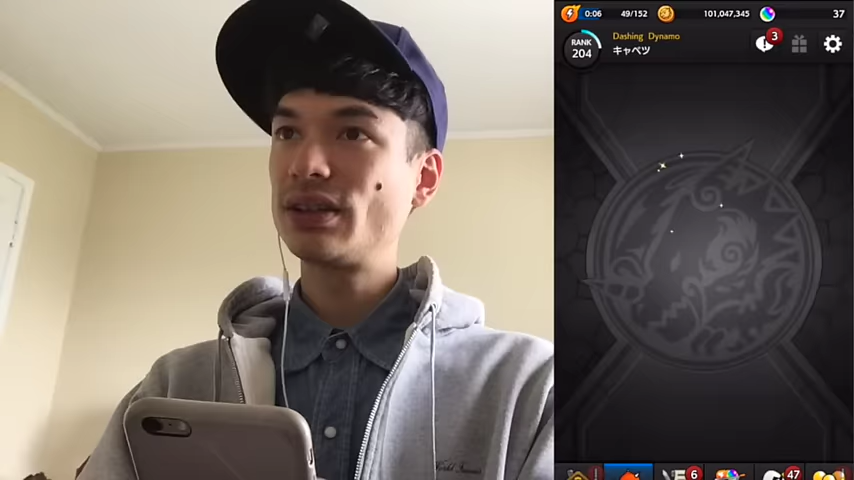 0:06 49/152 101,047,345 37
RANK
204
Dashing Dynamo
キャベツ
3
6
47